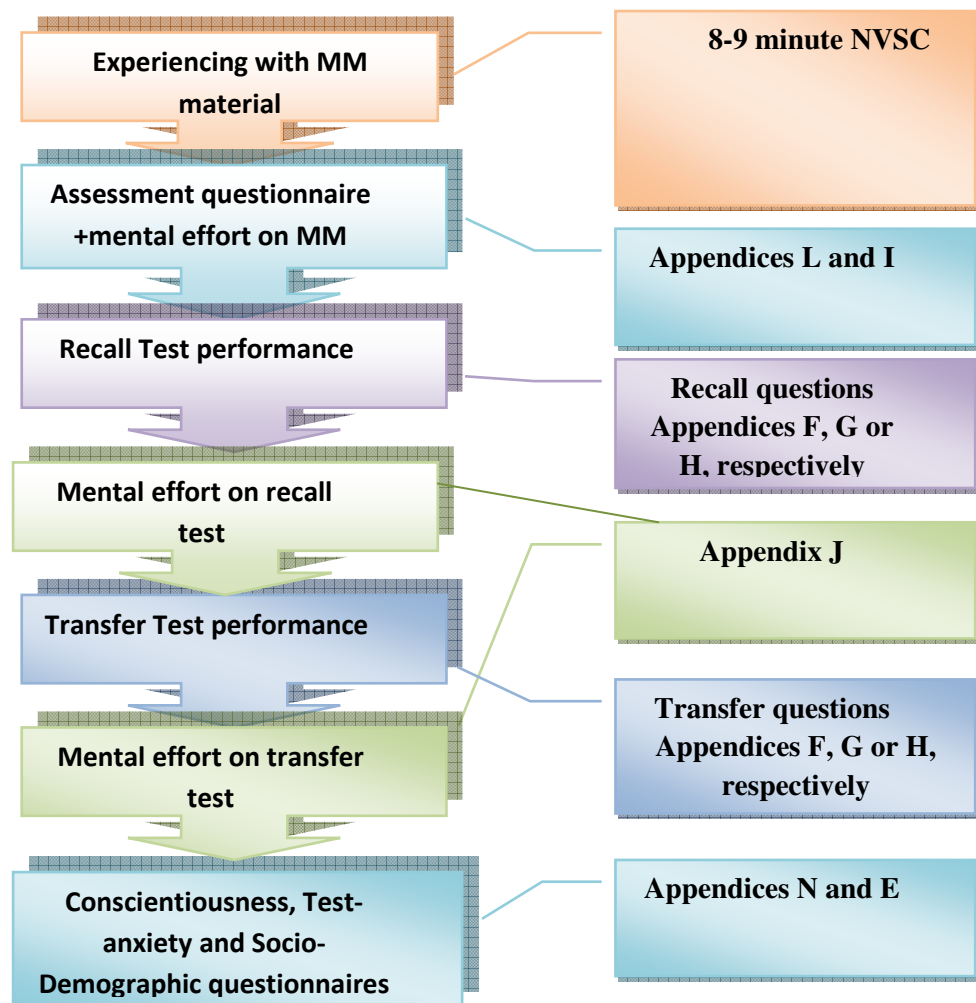 Experiencing with MM
material
8-9 minute NVSC
Assessment questionnaire
+mental effort on MM
Appendices L and I
Recall Test performance
Recall questions
Appendices F, G or
H, respectively
Mental effort on recall
test
Appendix J
Transfer Test performance
Transfer questions
Appendices F, G or H,
respectively
Mental effort on transfer
test
Conscientiousness, Test-
anxiety and Socio-
Demographic questionnaires
Appendices N and E